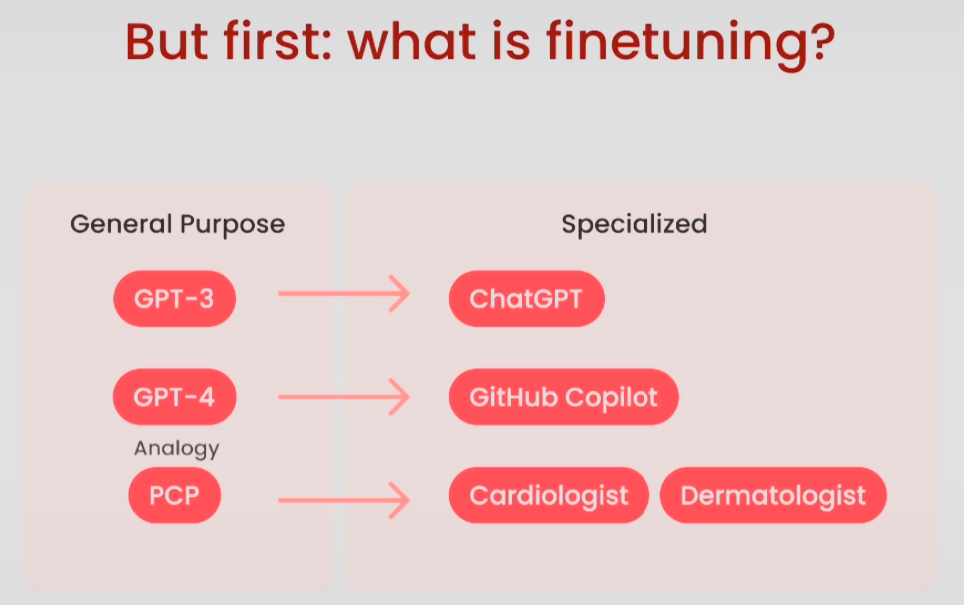 But first: what is finetuning?
General Purpose
Specialized
GPT-3
ChatGPT
GPT-4
GitHub Copilot
Analogy
PCP
Cardiologist
Dermatologist